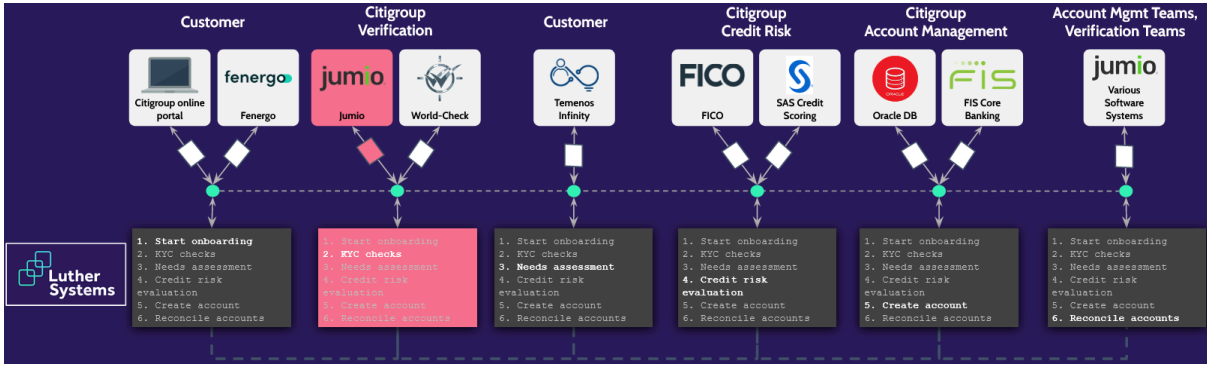 Customer
Citigroup
Verification
Customer
Citigroup
Credit Risk
Citigroup
Account Management
Account Mgmt Teams,
Verification Teams
Citigroup online
portal
fenergo
Fenergo
jumio
Jumio
World-Check
Temenos
Infinity
FICO
FICO
SAS Credit
Scoring
ORACLE
Oracle DB
FIS
FIS Core
Banking
jumio
Various
Software
Systems
Luther
Systems
1. Start onboarding
2. KYC checks
3. Needs assessment
4. Credit risk
evaluation
5. Create account
6. Reconcile accounts
1. Start onboarding
2. KYC checks
3. Needs assessment
4. Credit risk
evaluation
5. Create account
6. Reconcile accounts
1. Start onboarding
2. KYC checks
3. Needs assessment
4. Credit risk
evaluation
5. Create account
6. Reconcile accounts
1. Start onboarding
2. KYC checks
3. Needs assessment
4. Credit risk
evaluation
5. Create account
6. Reconcile accounts
1. Start onboarding
2. KYC checks
3. Needs assessment
4. Credit risk
evaluation
5. Create account
6. Reconcile accounts
1. Start onboarding
2. KYC checks
3. Needs assessment
4. Credit risk
evaluation
5. Create account
6. Reconcile accounts